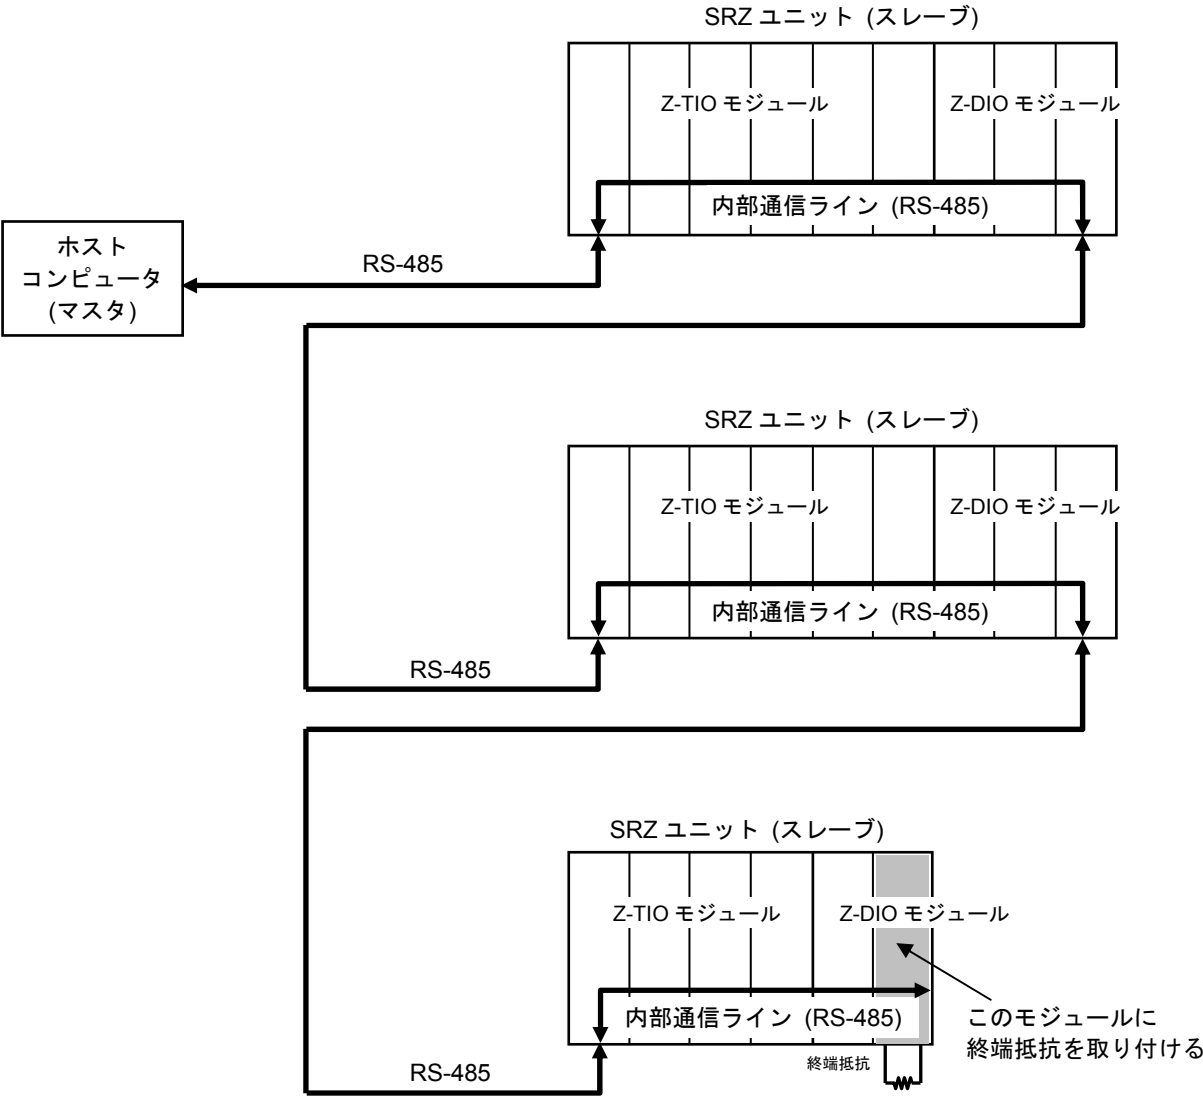 SRZ ユニット (スレーブ)
Z-TIO モジュール
Z-DIO モジュール
内部通信ライン (RS-485)
ホスト
コンピュータ
(マスタ)
RS-485
SRZ ユニット (スレーブ)
Z-TIO モジュール
Z-DIO モジュール
内部通信ライン (RS-485)
RS-485
SRZ ユニット (スレーブ)
Z-TIO モジュール
Z-DIO モジュール
内部通信ライン (RS-485)
このモジュールに
終端抵抗を取り付ける
終端抵抗
RS-485